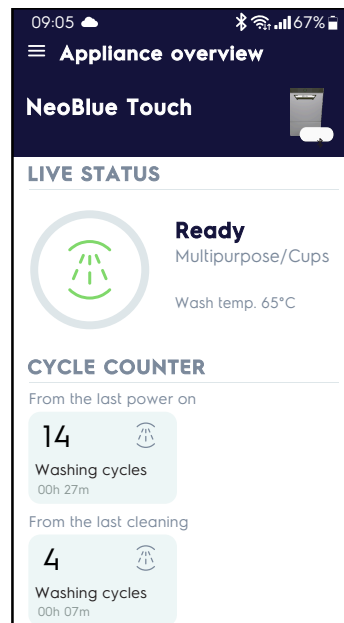 09:05 67%
Appliance overview
NeoBlue Touch
LIVE STATUS
Ready
Multipurpose/Cups
Wash temp. 65°C
CYCLE COUNTER
From the last power on
14
Washing cycles
00h 27m
From the last cleaning
4
Washing cycles
00h 07m